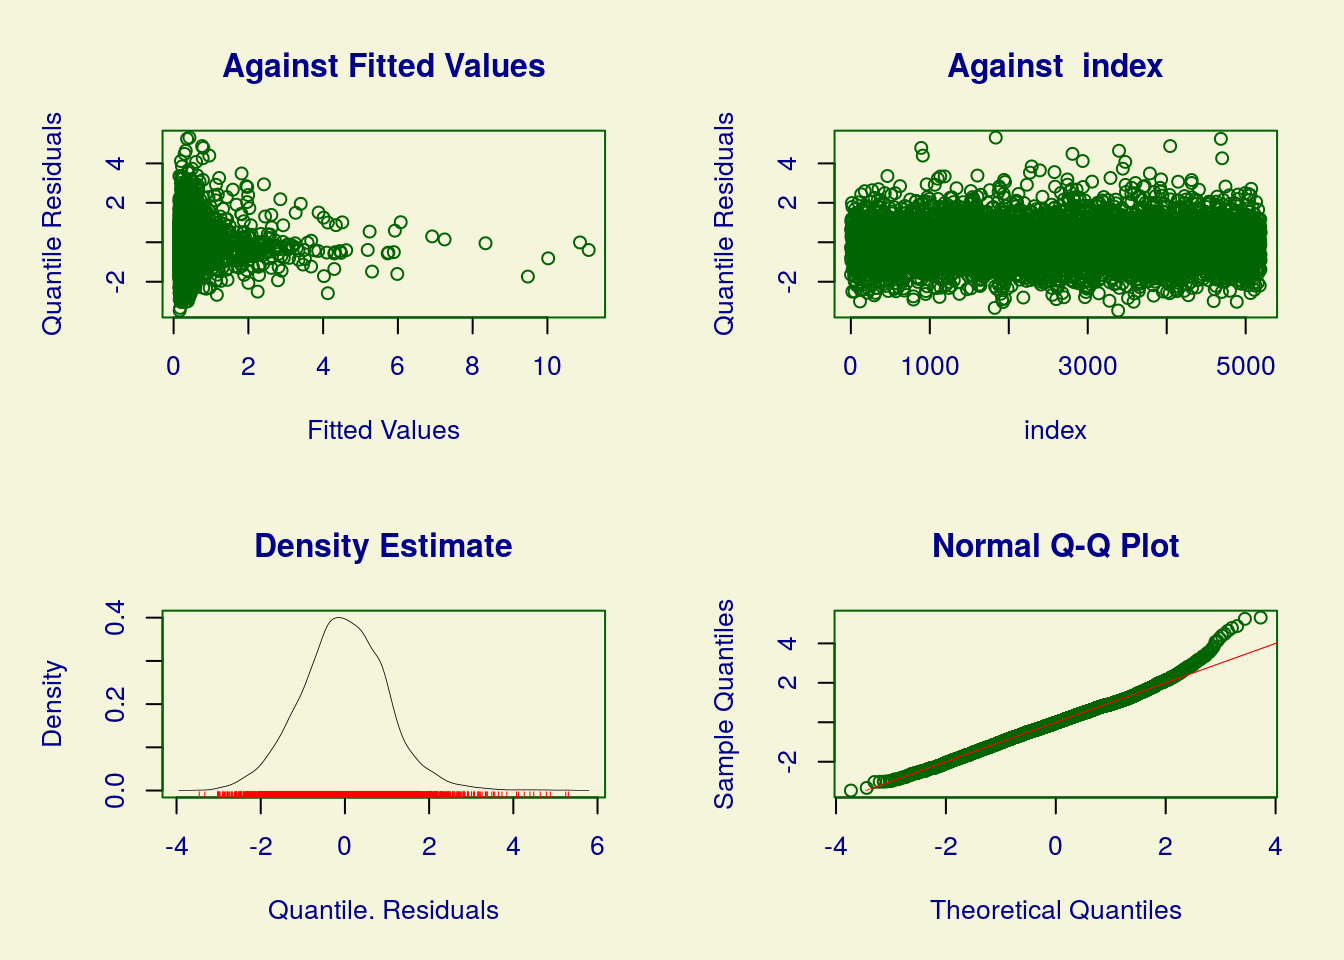 Against Fitted Values
Quantile Residuals
-2 2 4
0 2 4 6 8 10
Fitted Values
Against  index
Quantile Residuals
-2 2 4
0 1000 3000 5000
index
Density Estimate
Density
0.0 0.2 0.4
-4 -2 0 2 4 6
Quantile. Residuals
Normal Q-Q Plot
Sample Quantiles
-2 2 4
-4 -2 0 2 4
Theoretical Quantiles